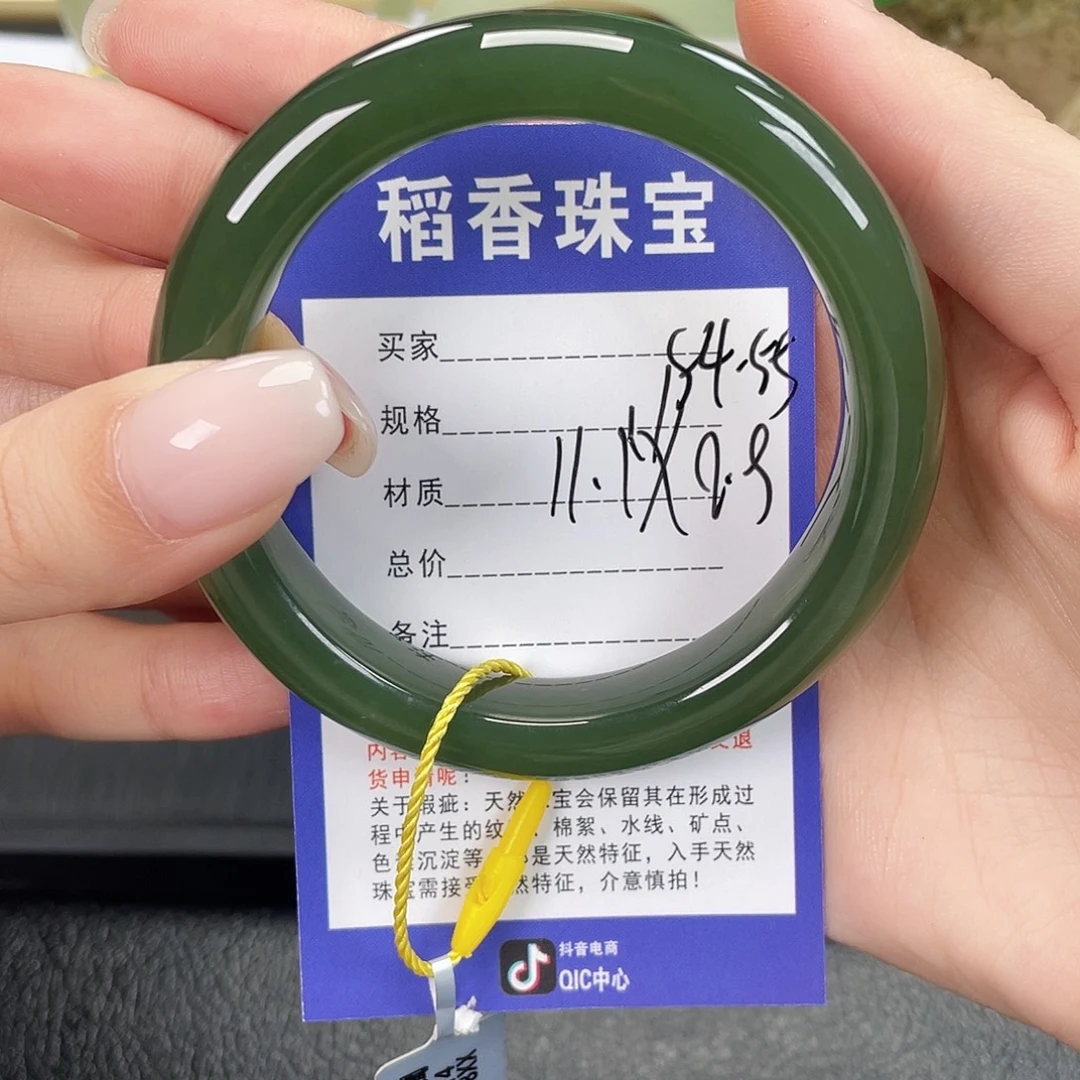 稻香珠宝
买家
54-55
规格
材质
11.1X9.9
总价
备注
内容
退
货申请呢：
关于瑕疵：天然 宝会保留其在形成过
程中产生的纹 、棉絮、水线、矿点、
色 沉淀等 是天然特征，入手天然
珠宝需接受 然特征，介意慎拍！
抖音电商
QIC中心